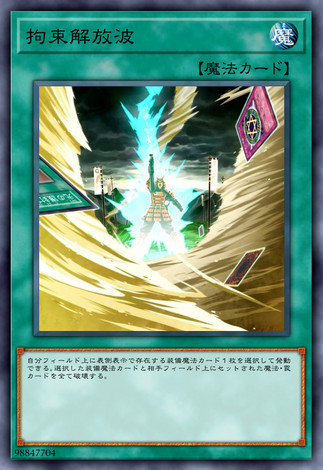 拘束解放波
魔
【魔法カード】
自分フィールド上に表側表示で存在する装備魔法カード１枚を選択して発動
できる。選択した装備魔法カードと相手フィールド上にセットされた魔法・罠
カードを全て破壊する。
98847704